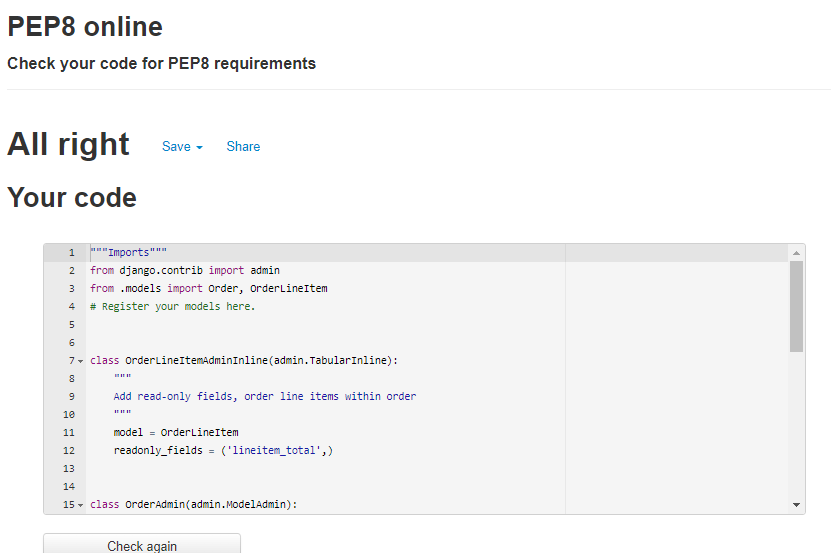 PEP8 online
Check your code for PEP8 requirements
All right Save Share
Your code
1 """Imports"""
2 from django.contrib import admin
3 from .models import Order, OrderLineItem
4 # Register your models here.
5
6
7 class OrderLineItemAdminInline(admin.TabularInline):
8 """
9 Add read-only fields, order line items within order
10 """
11 model = OrderLineItem
12 readonly_fields = ('lineitem_total',)
13
14
15 class OrderAdmin(admin.ModelAdmin):
Check again